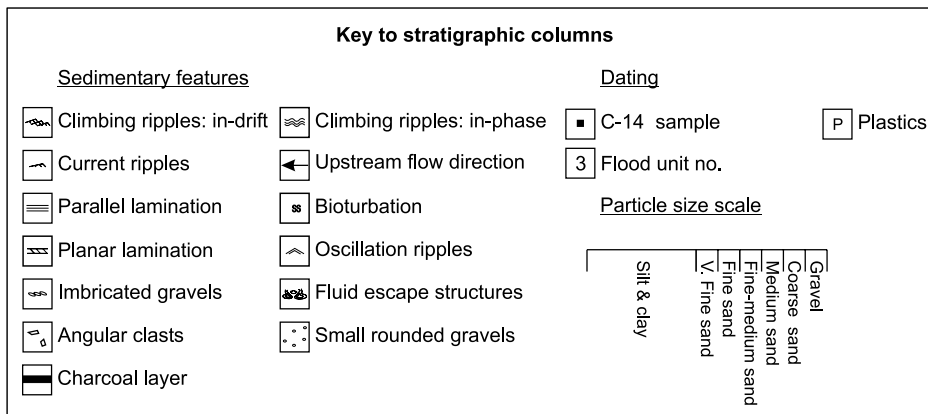 Key to stratigraphic columns
Sedimentary features
Climbing ripples: in-drift
Current ripples
Parallel lamination
Planar lamination
Imbricated gravels
Angular clasts
Charcoal layer
Climbing ripples: in-phase
Upstream flow direction
ss Bioturbation
Oscillation ripples
Fluid escape structures
Small rounded gravels
Dating
C-14 sample
3 Flood unit no.
P Plastics
Particle size scale
Silt & clay
V. Fine sand
Fine sand
Fine-medium sand
Medium sand
Coarse sand
Gravel